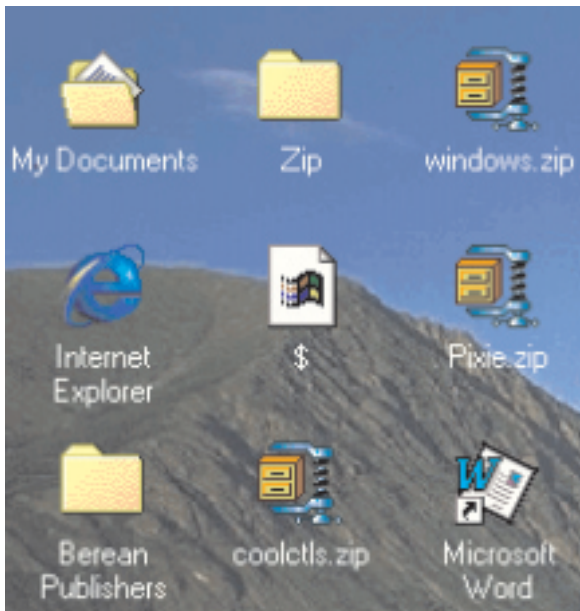 My Documents
Zip
windows.zip
Internet
Explorer
$
Pixie.zip
Berean
Publishers
coolctls.zip
Microsoft
Word